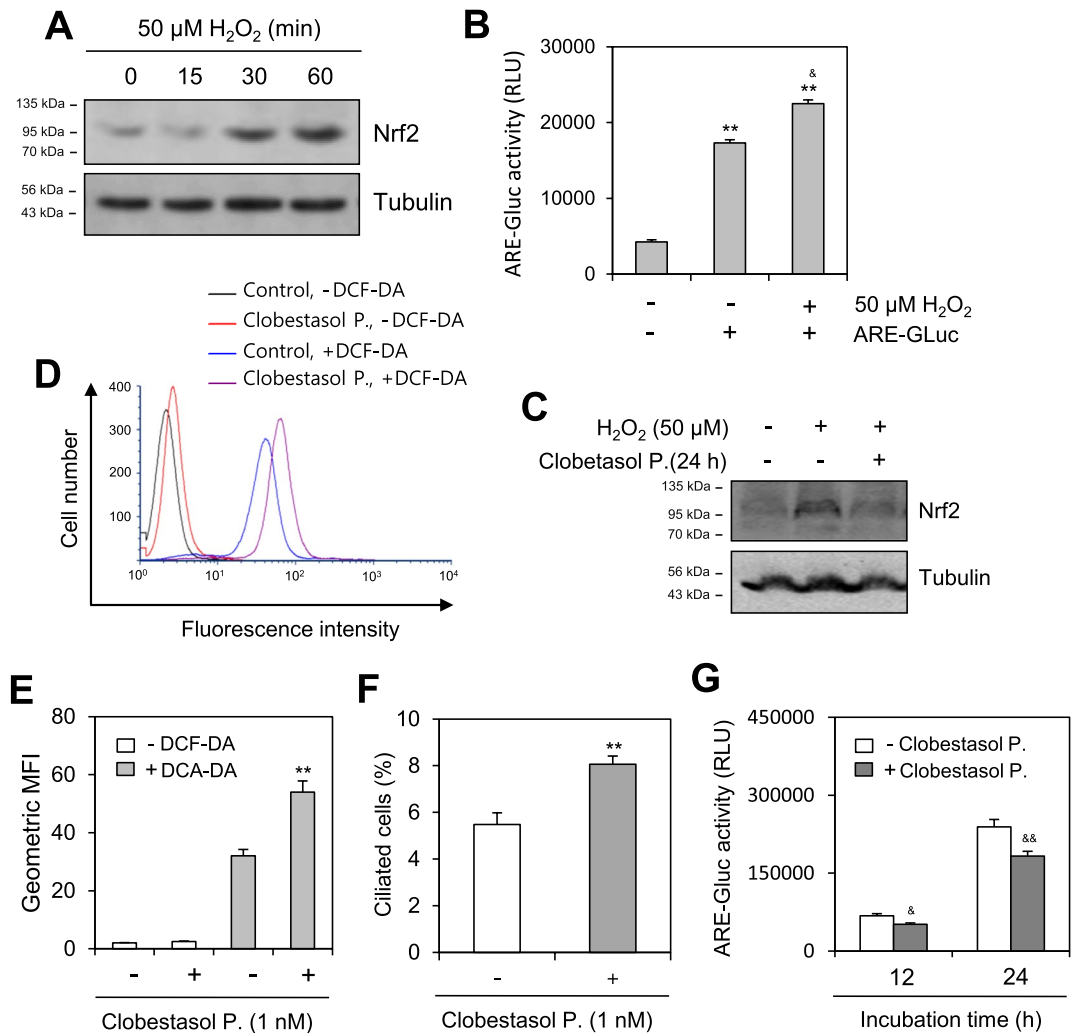 A
50 µM H2O2 (min)
0 15 30 60
135 kDa
95 kDa
70 kDa
Nrf2
56 kDa
43 kDa
Tubulin
B
ARE-Gluc activity (RLU)
30000
20000
10000
0
**
&
**
- - + 50 µM H2O2
- + + ARE-GLuc
Control, -DCF-DA
Clobestasol P., -DCF-DA
Control, +DCF-DA
Clobestasol P., +DCF-DA
D
Cell number
400
300
200
100
10^0 10^1 10^2 10^3 10^4
Fluorescence intensity
C
H2O2 (50 µM) - + +
Clobetasol P.(24 h) - - +
135 kDa
95 kDa
70 kDa
Nrf2
56 kDa
43 kDa
Tubulin
E
Geometric MFI
80
60
40
20
0
- DCF-DA
+ DCA-DA
**
- + - +
Clobestasol P. (1 nM)
F
Ciliated cells (%)
10
8
6
4
2
0
**
- +
Clobestasol P. (1 nM)
G
ARE-Gluc activity (RLU)
450000
300000
150000
0
- Clobestasol P.
+ Clobestasol P.
&
&&
12 24
Incubation time (h)